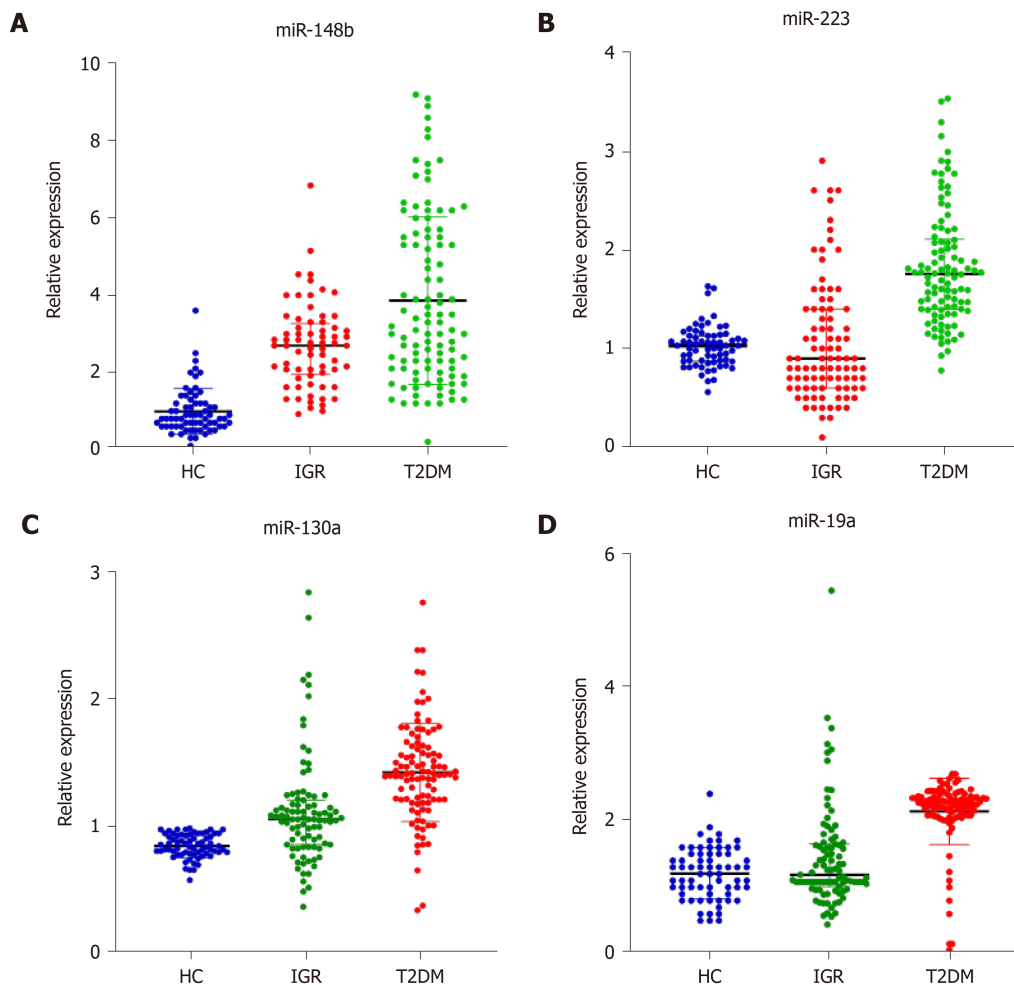 A
miR-148b
Relative expression
10
8
6
4
2
0
HC IGR T2DM
B
miR-223
Relative expression
4
3
2
1
0
HC IGR T2DM
C
miR-130a
Relative expression
3
2
1
0
HC IGR T2DM
D
miR-19a
Relative expression
6
4
2
0
HC IGR T2DM